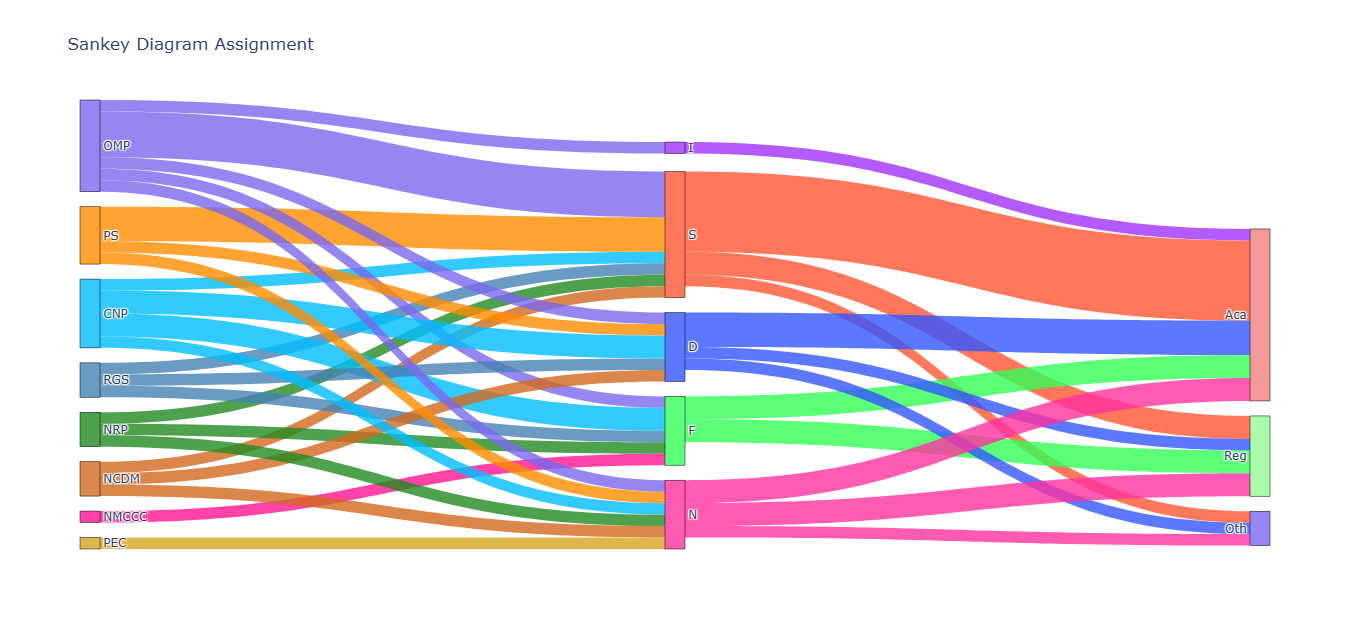 Sankey Diagram Assignment
OMP
PS
CNP
RGS
NRP
NCDM
NMCCC
PEC
I
S
D
F
N
Aca
Reg
Oth